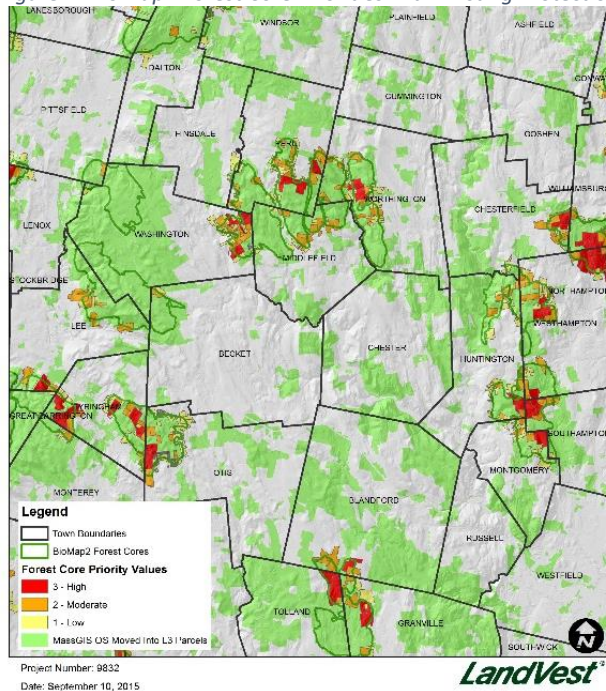 LANESBOROUGH
WINDSOR
PLAINFIELD
ASHFIELD
DALTON
CUMMINGTON
PITTSFIELD
HINSDALE
PERU
GOSHEN
WORTHINGTON
CHESTERFIELD
LENOX
WASHINGTON
MIDDLEFIELD
STOCKBRIDGE
LEE
WESTHAMPTON
BECKET
CHESTER
HUNTINGTON
GREAT BARRINGTON
TYRINGHAM
SOUTHAMPTON
OTIS
MONTGOMERY
MONTEREY
BLANDFORD
RUSSELL
WESTFIELD
TOLLAND
GRANVILLE
SOUTHWICK
Legend
Town Boundaries
BioMap2 Forest Cores
Forest Core Priority Values
3 - High
2 - Moderate
1 - Low
MassGIS OS Moved Into L3 Parcels
N
Project Number: 9832
Date: September 10, 2015
LandVest®